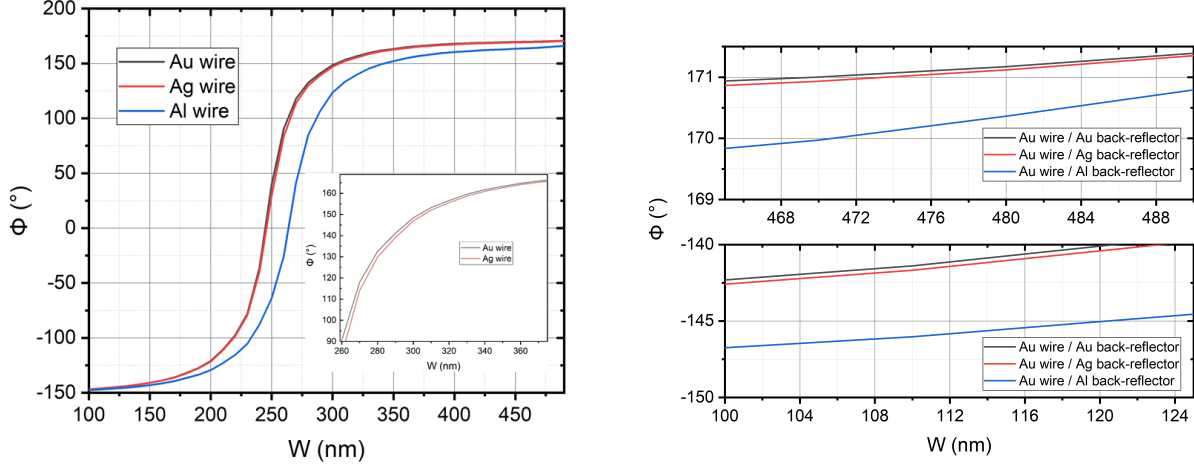 200
150
100
50
0
-50
-100
-150
Φ (°)
Au wire
Ag wire
Al wire
160
150
140
130
120
110
100
90
Φ (°)
Au wire
Ag wire
260 280 300 320 340 360
W (nm)
100 150 200 250 300 350 400 450
W (nm)
171
170
169
Au wire / Au back-reflector
Au wire / Ag back-reflector
Au wire / Al back-reflector
468 472 476 480 484 488
Φ (°)
-140
-145
-150
Au wire / Au back-reflector
Au wire / Ag back-reflector
Au wire / Al back-reflector
100 104 108 112 116 120 124
W (nm)